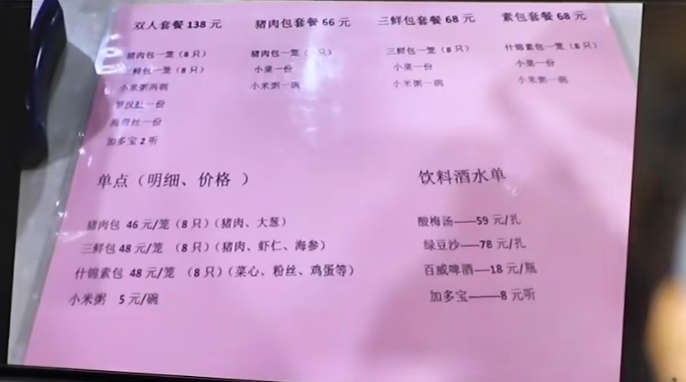 双人套餐 138 元
猪肉包一笼（8 只）
三鲜包一笼（8 只）
小米粥两碗
罗汉肚一份
海带丝一份
加多宝 2 听
猪肉包套餐 66 元
猪肉包一笼（8 只）
小菜一份
小米粥一碗
三鲜包套餐 68 元
三鲜包一笼（8 只）
小菜一份
小米粥一碗
素包套餐 68 元
什锦素包一笼（8 只）
小菜一份
小米粥一碗
单点（明细、价格 ）
猪肉包 46 元/笼（8 只）（猪肉、大葱）
三鲜包 48 元/笼 （8 只）（猪肉、虾仁、海参）
什锦素包 48 元/笼 （8 只）（菜心、粉丝、鸡蛋等）
小米粥 5 元/碗
饮料酒水单
酸梅汤——59 元/扎
绿豆沙—–78 元/扎
百威啤酒—-18 元/瓶
加多宝———8 元听